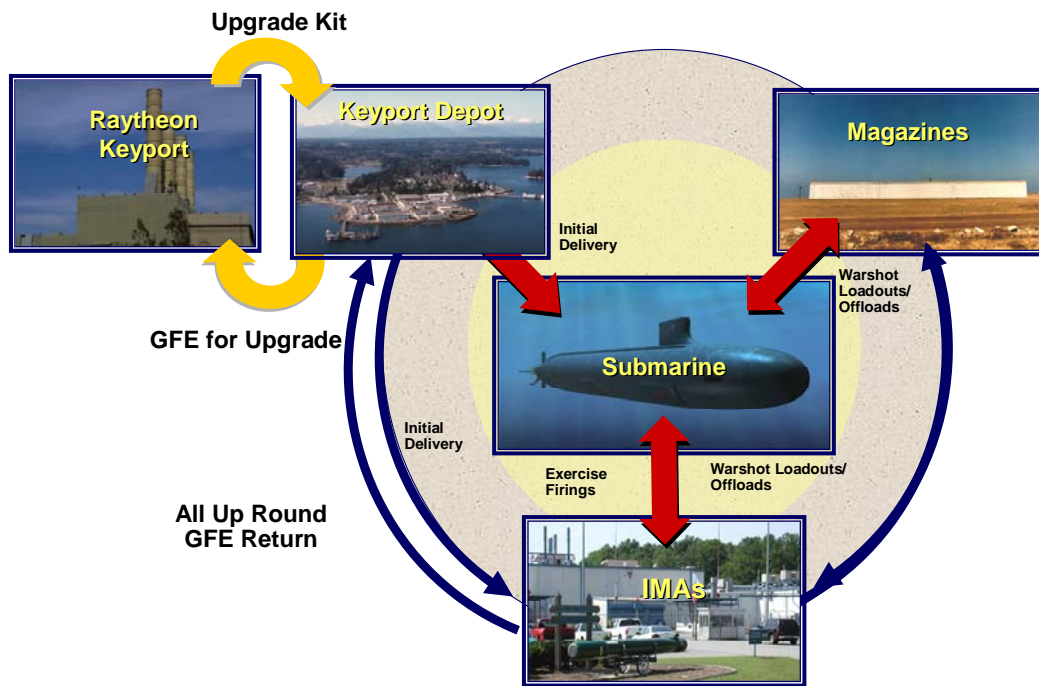 Upgrade Kit
Raytheon
Keyport
Keyport Depot
Magazines
Initial
Delivery
Warshot
Loadouts/
Offloads
GFE for Upgrade
Submarine
Initial
Delivery
Exercise
Firings
Warshot Loadouts/
Offloads
All Up Round
GFE Return
IMAs